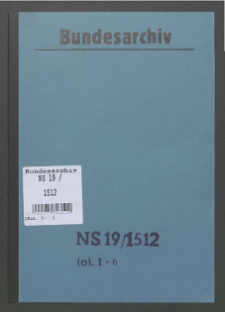 Bundesarchiv
Bundesarchiv
NS 19 /
1512
NS 19/1512
fol. 1 - 6